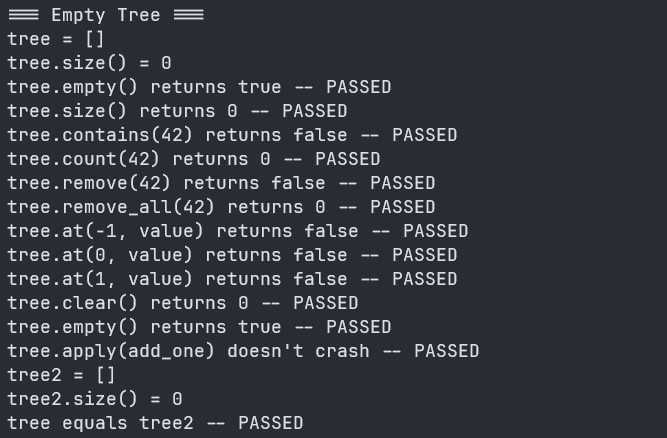 === Empty Tree ===
tree = []
tree.size() = 0
tree.empty() returns true -- PASSED
tree.size() returns 0 -- PASSED
tree.contains(42) returns false -- PASSED
tree.count(42) returns 0 -- PASSED
tree.remove(42) returns false -- PASSED
tree.remove_all(42) returns 0 -- PASSED
tree.at(-1, value) returns false -- PASSED
tree.at(0, value) returns false -- PASSED
tree.at(1, value) returns false -- PASSED
tree.clear() returns 0 -- PASSED
tree.empty() returns true -- PASSED
tree.apply(add_one) doesn't crash -- PASSED
tree2 = []
tree2.size() = 0
tree equals tree2 -- PASSED